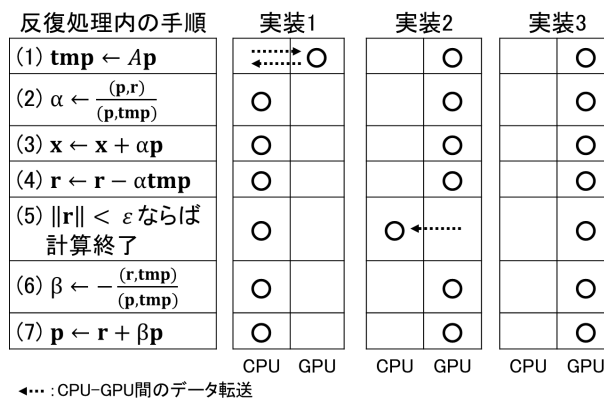 反復処理内の手順 実装1 実装2 実装3
(1) tmp ← Ap
(2) α ← (p,r)/(p,tmp)
(3) x ← x + αp
(4) r ← r − αtmp
(5) ‖r‖ < ε ならば
計算終了
(6) β ← −(r,tmp)/(p,tmp)
(7) p ← r + βp
CPU GPU CPU GPU CPU GPU
:CPU-GPU間のデータ転送